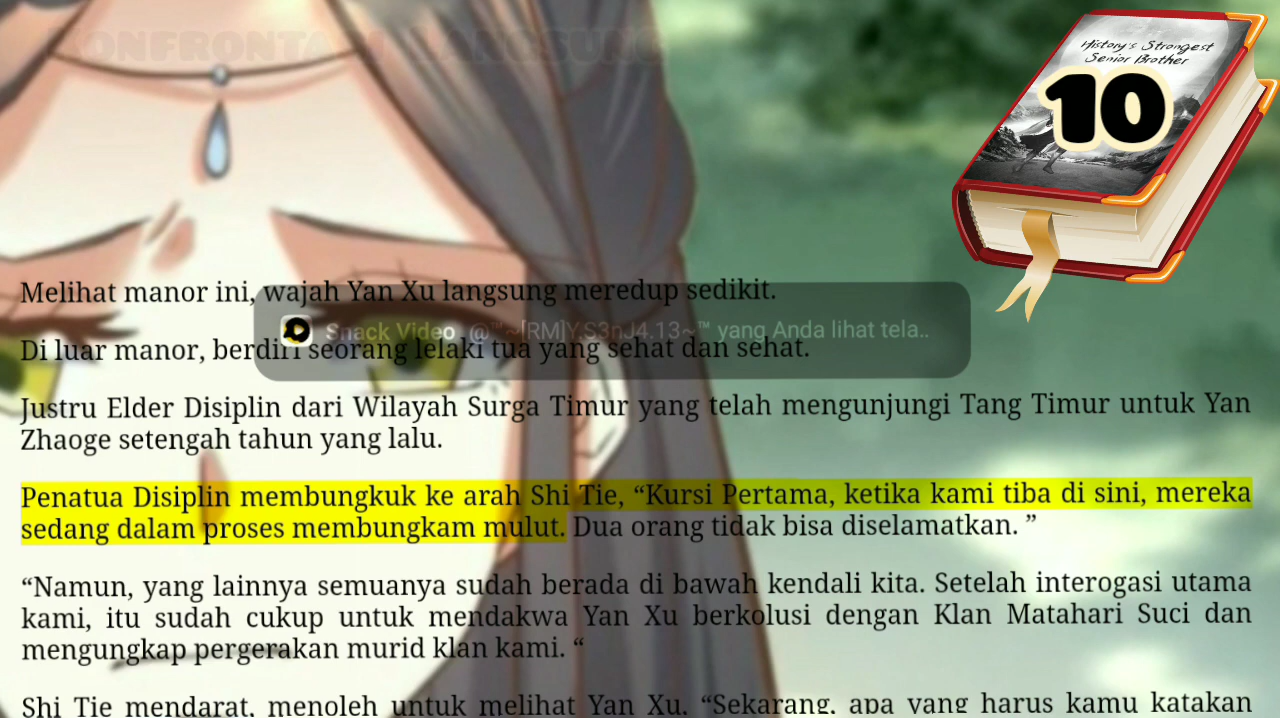 History's Strongest
Senior Brother
10
Melihat manor ini, wajah Yan Xu langsung meredup sedikit.
Snack Video @™~[RM]Y.S3nJ4.13~™ yang Anda lihat tela..
Di luar manor, berdiri seorang lelaki tua yang sehat dan sehat.
Justru Elder Disiplin dari Wilayah Surga Timur yang telah mengunjungi Tang Timur untuk Yan
Zhaoge setengah tahun yang lalu.
Penatua Disiplin membungkuk ke arah Shi Tie, “Kursi Pertama, ketika kami tiba di sini, mereka
sedang dalam proses membungkam mulut. Dua orang tidak bisa diselamatkan. ”
“Namun, yang lainnya semuanya sudah berada di bawah kendali kita. Setelah interogasi utama
kami, itu sudah cukup untuk mendakwa Yan Xu berkolusi dengan Klan Matahari Suci dan
mengungkap pergerakan murid klan kami. “
Shi Tie mendarat, menoleh untuk melihat Yan Xu. “Sekarang, apa yang harus kamu katakan